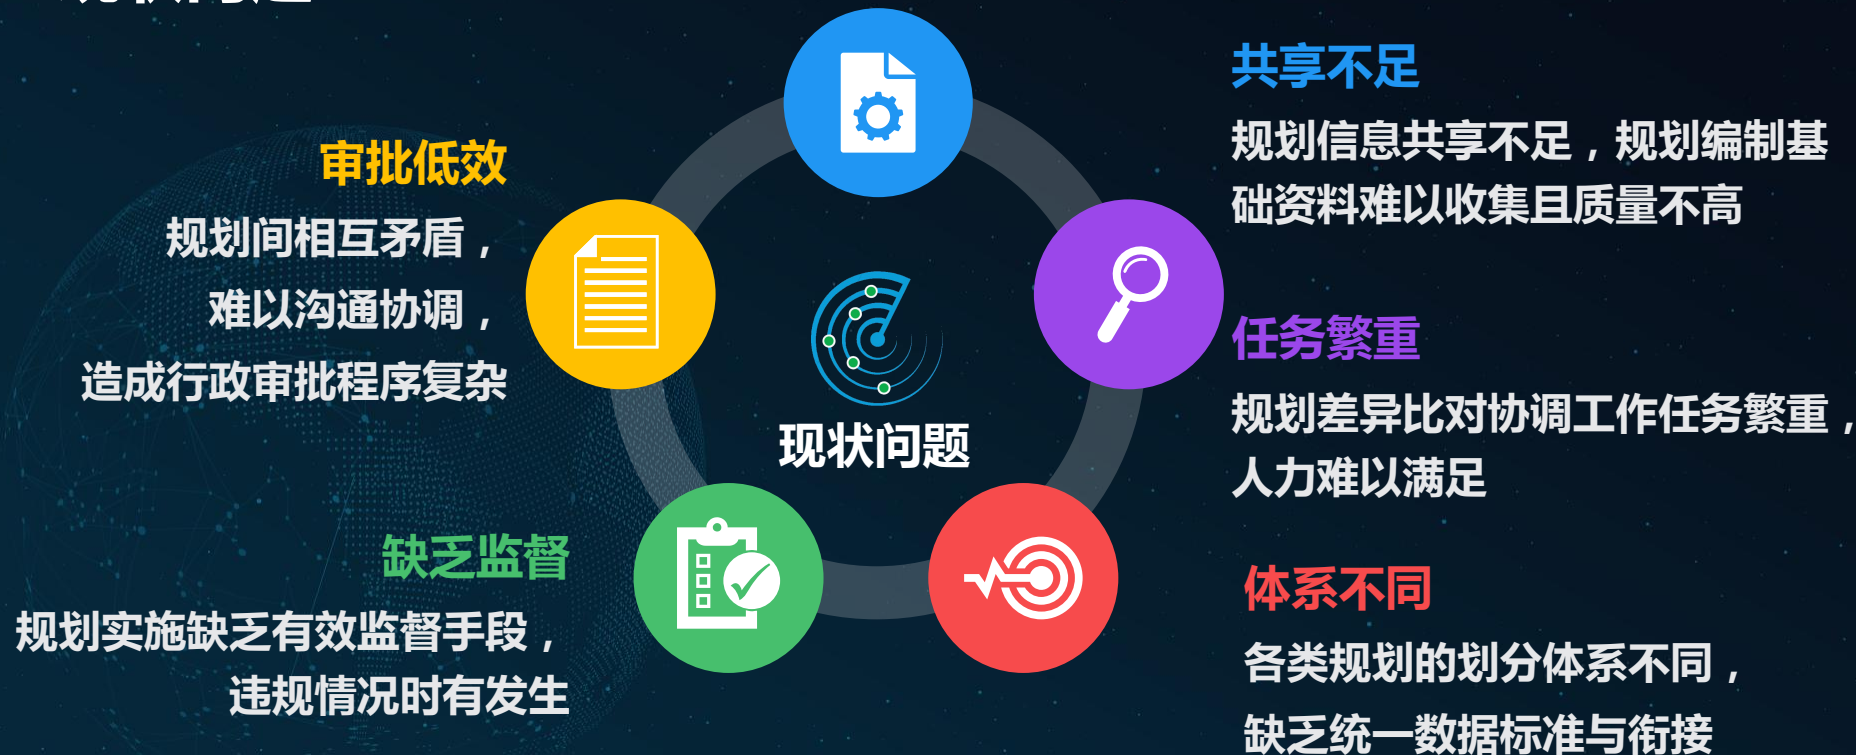 共享不足
规划信息共享不足，规划编制基
础资料难以收集且质量不高
任务繁重
规划差异比对协调工作任务繁重，
人力难以满足
体系不同
各类规划的划分体系不同，
缺乏统一数据标准与衔接
审批低效
规划间相互矛盾，
难以沟通协调，
造成行政审批程序复杂
缺乏监督
规划实施缺乏有效监督手段，
违规情况时有发生
现状问题